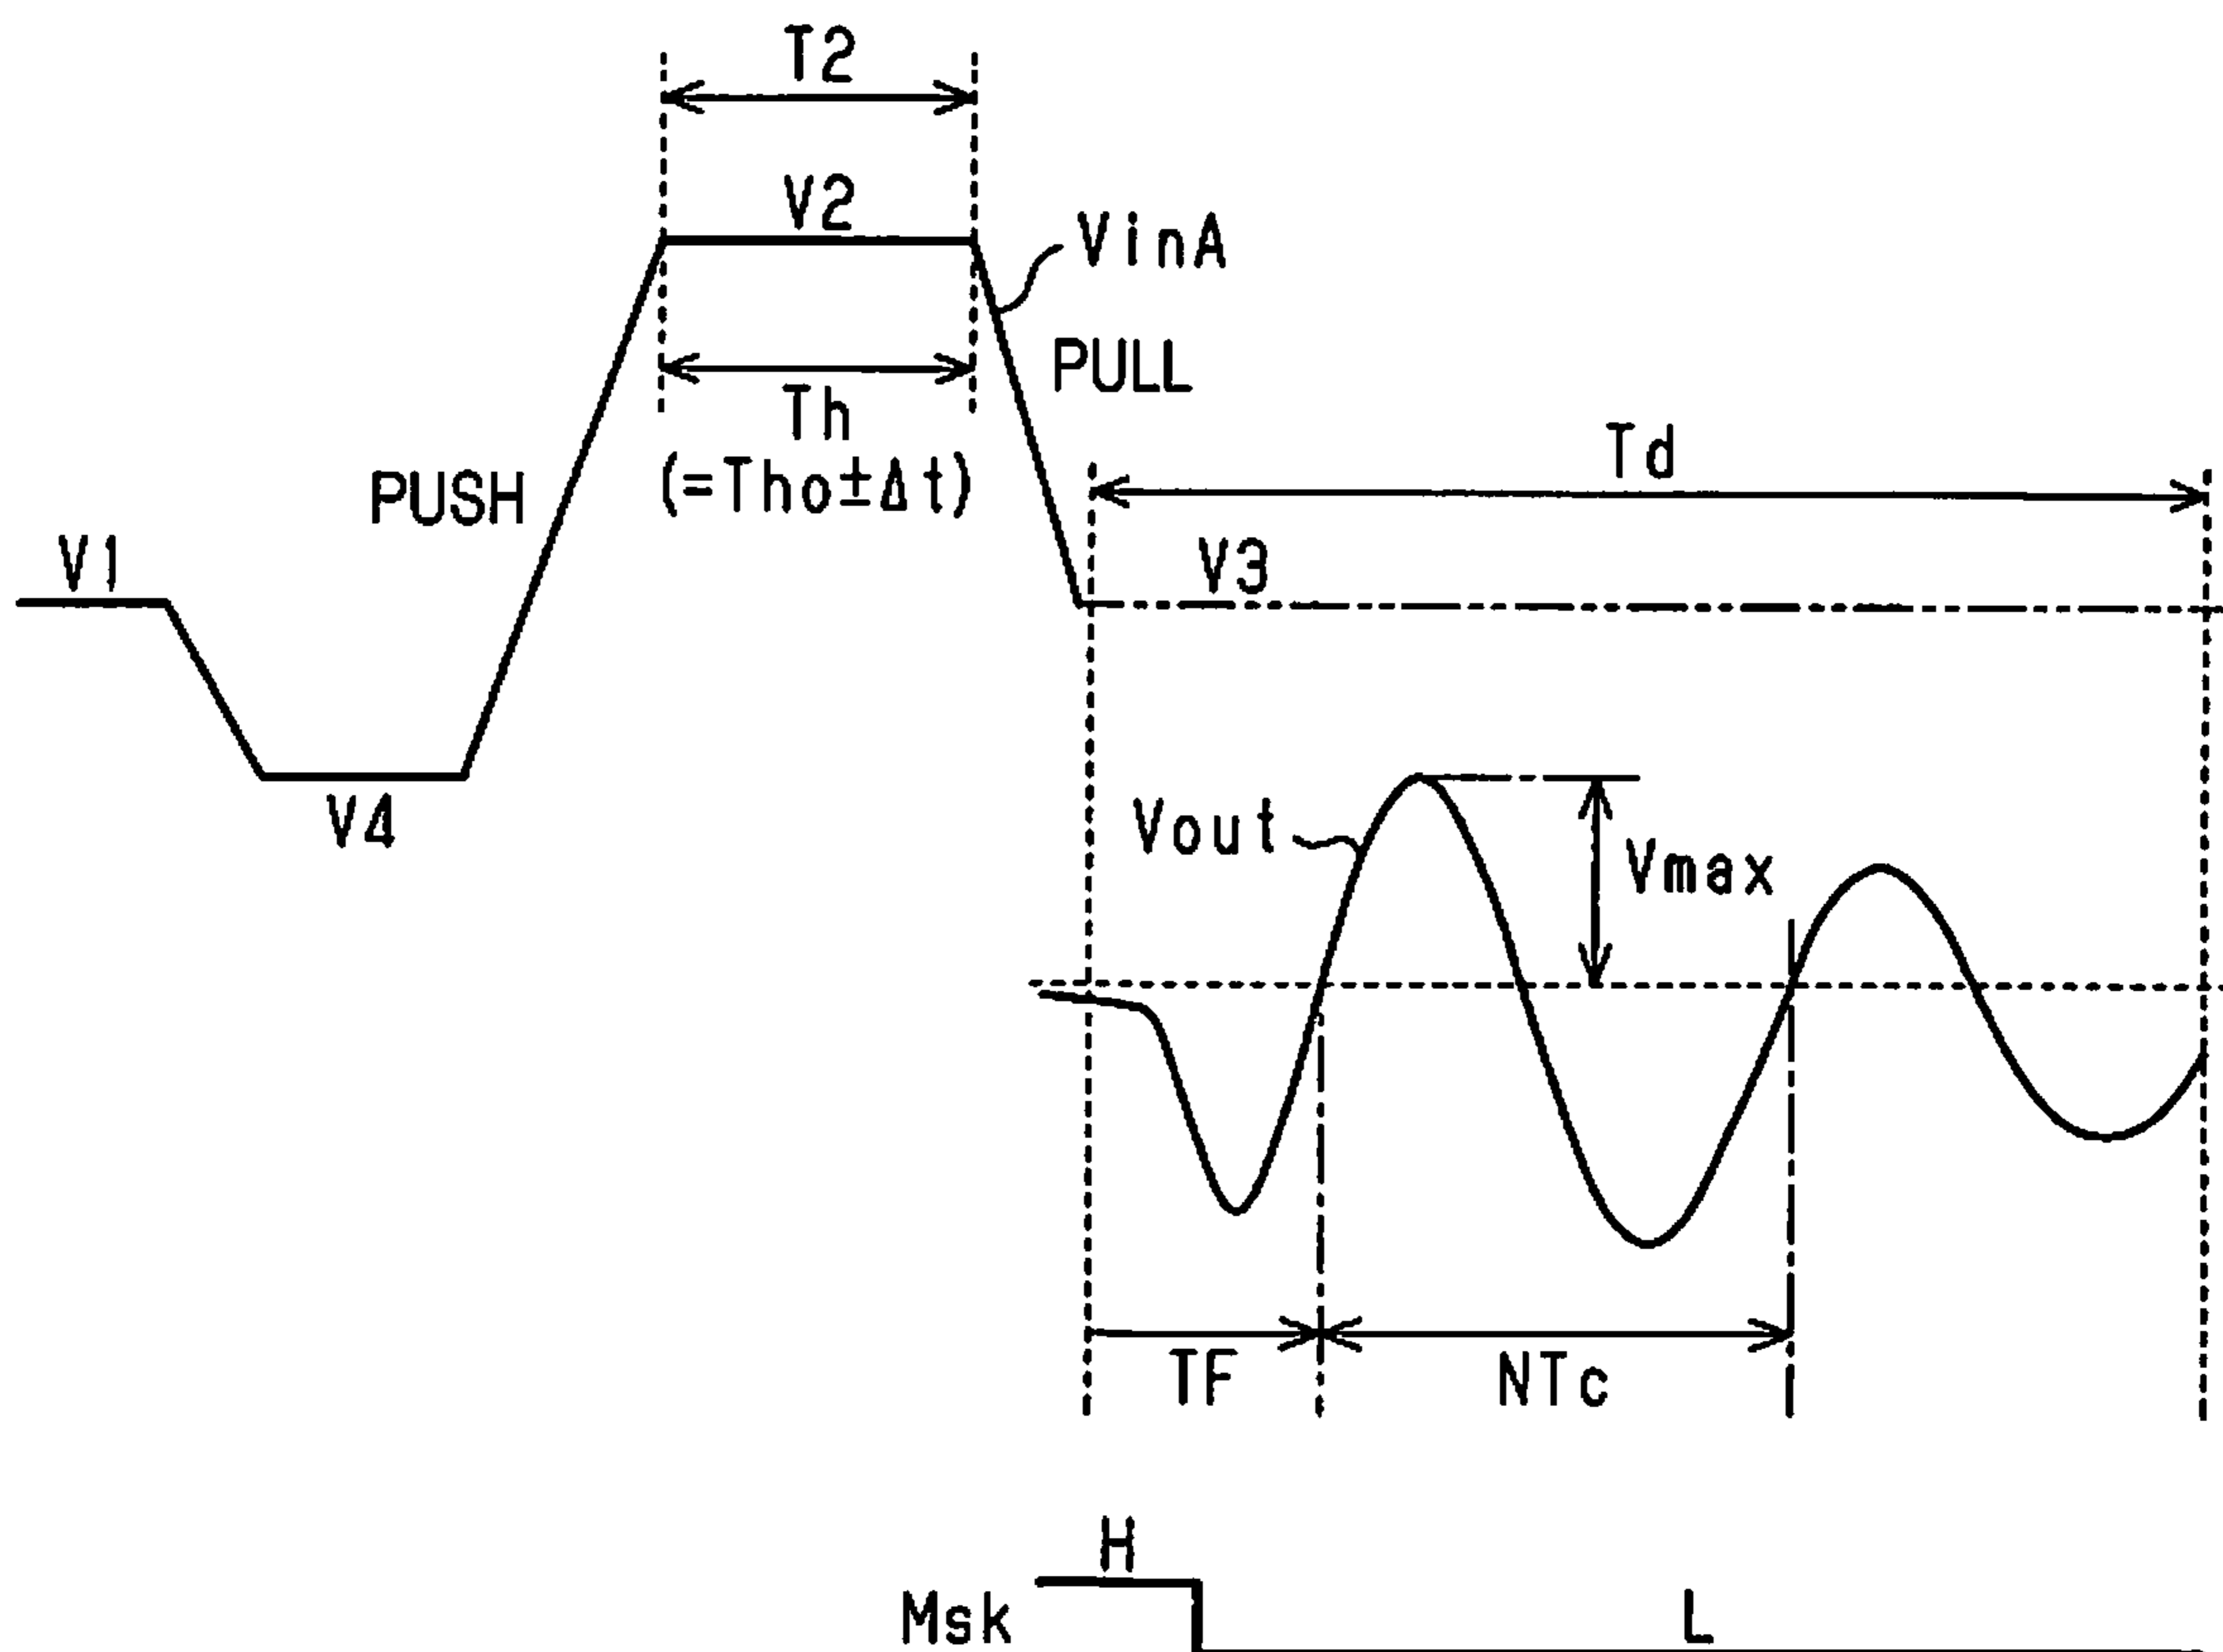 T2
V2
VinA
PULL
Th
(=Tho±Δt)
Td
PUSH
V1
V3
V4
Vout
Vmax
TF
NTc
H
Msk
L